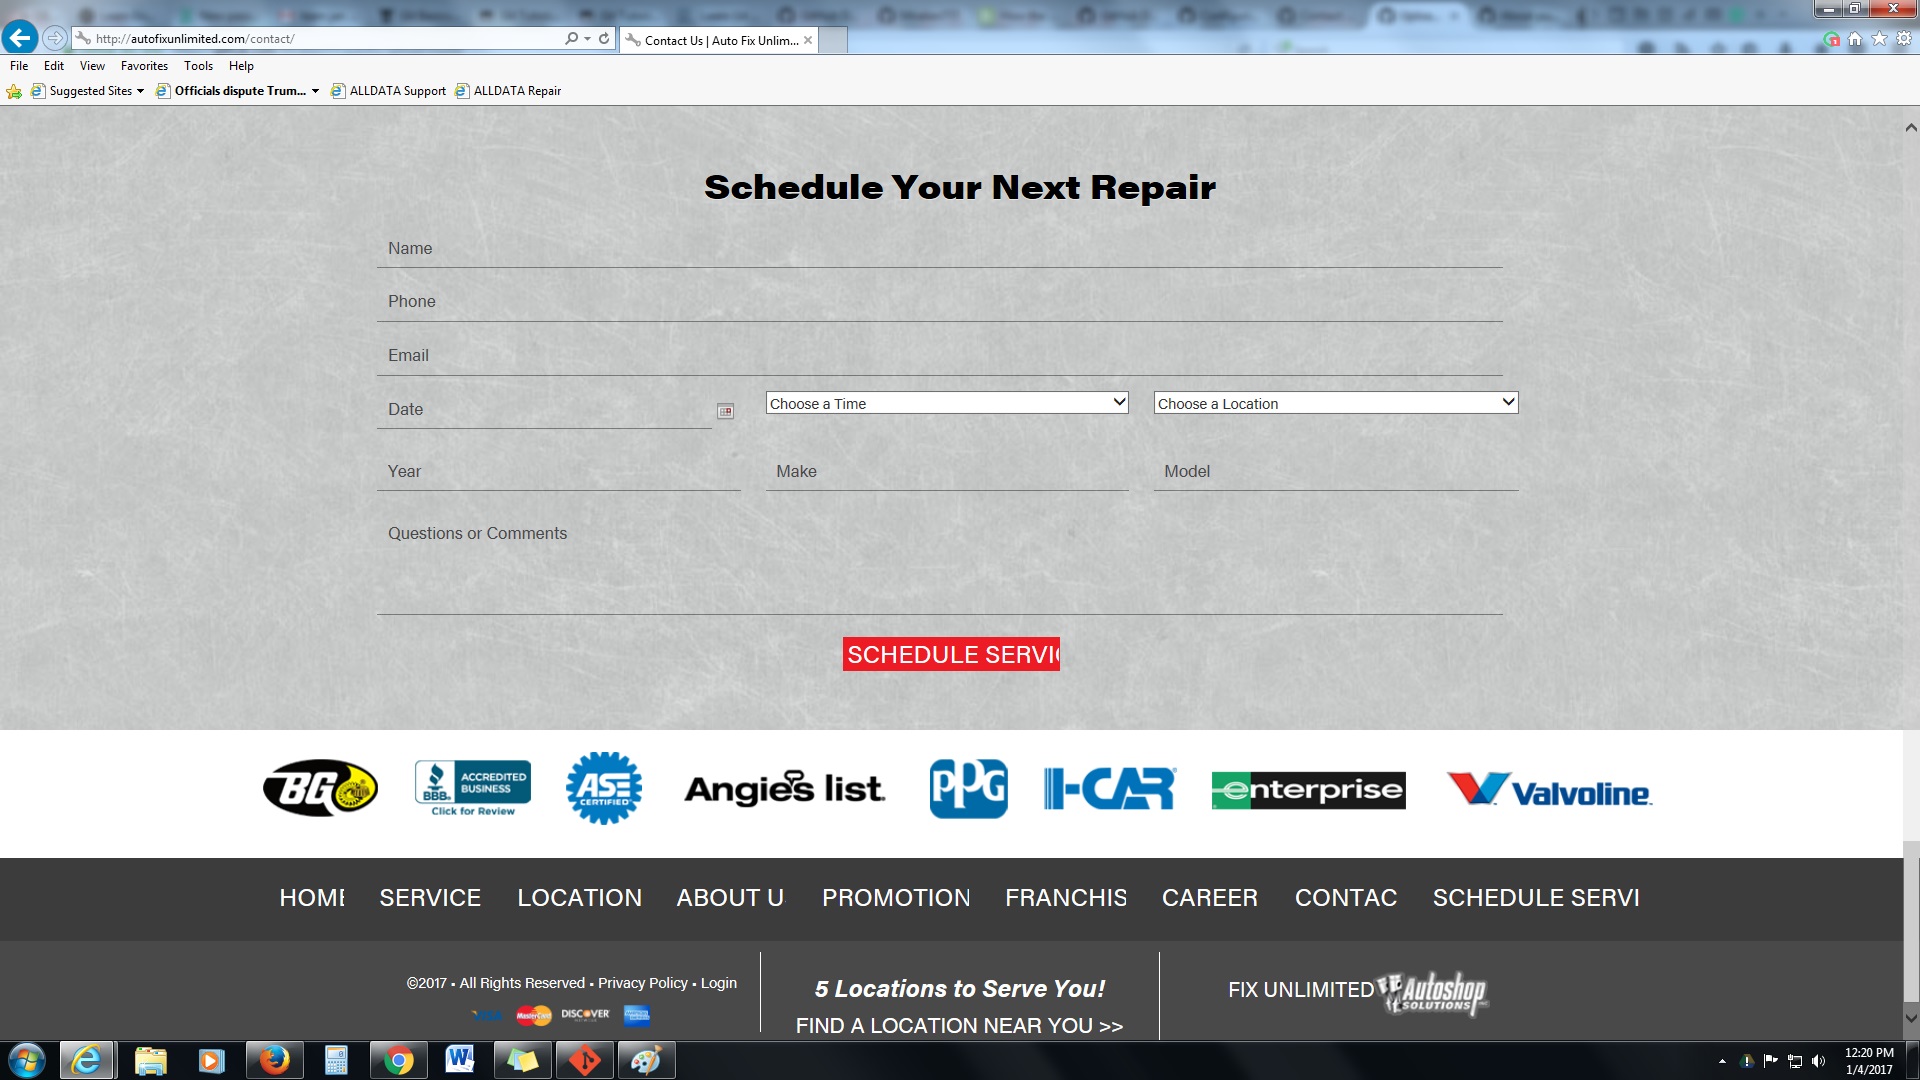 http://autofixunlimited.com/contact/
Contact Us | Auto Fix Unlim...
File Edit View Favorites Tools Help
Suggested Sites Officials dispute Trum... ALLDATA Support ALLDATA Repair
Schedule Your Next Repair
Name
Phone
Email
Date Choose a Time Choose a Location
Year Make Model
Questions or Comments
SCHEDULE SERVIC
BG BBB. ACCREDITED BUSINESS Click for Review ASE CERTIFIED Angies list PPG I-CAR enterprise Valvoline
HOME SERVICE LOCATION ABOUT U PROMOTION FRANCHIS CAREER CONTAC SCHEDULE SERVI
©2017 • All Rights Reserved • Privacy Policy • Login
VISA MasterCard DISCOVER
5 Locations to Serve You!
FIND A LOCATION NEAR YOU >>
FIX UNLIMITED Autoshop SOLUTIONS
12:20 PM
1/4/2017